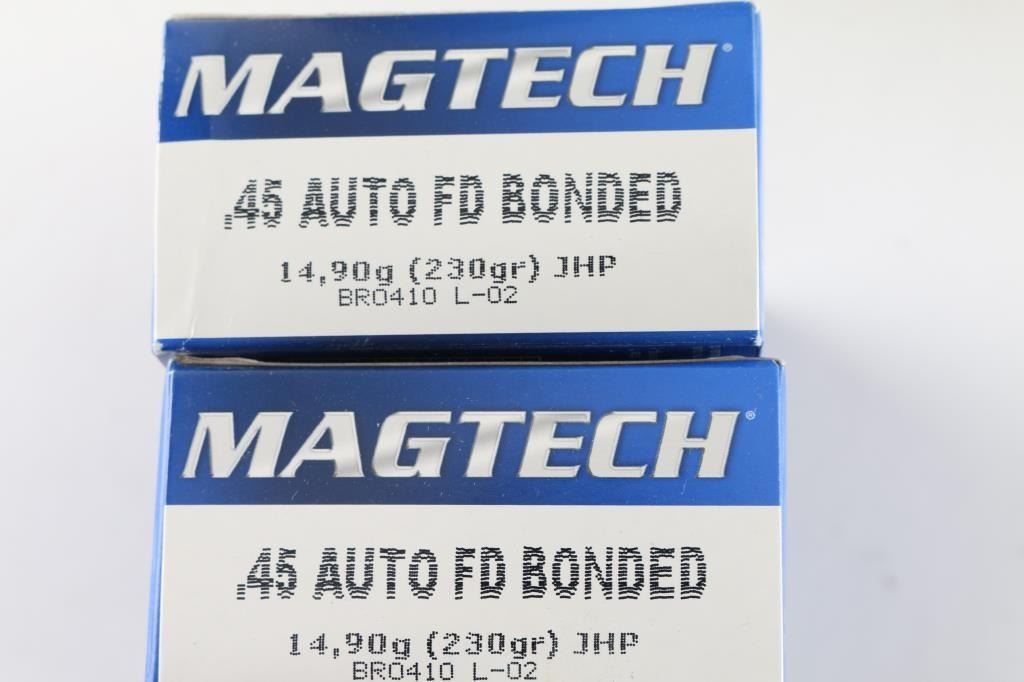 MAGTECH®
.45 AUTO FD BONDED
14,90g (230gr) JHP
BR0410 L-02
MAGTECH®
.45 AUTO FD BONDED
14,90g (230gr) JHP
BR0410 L-02